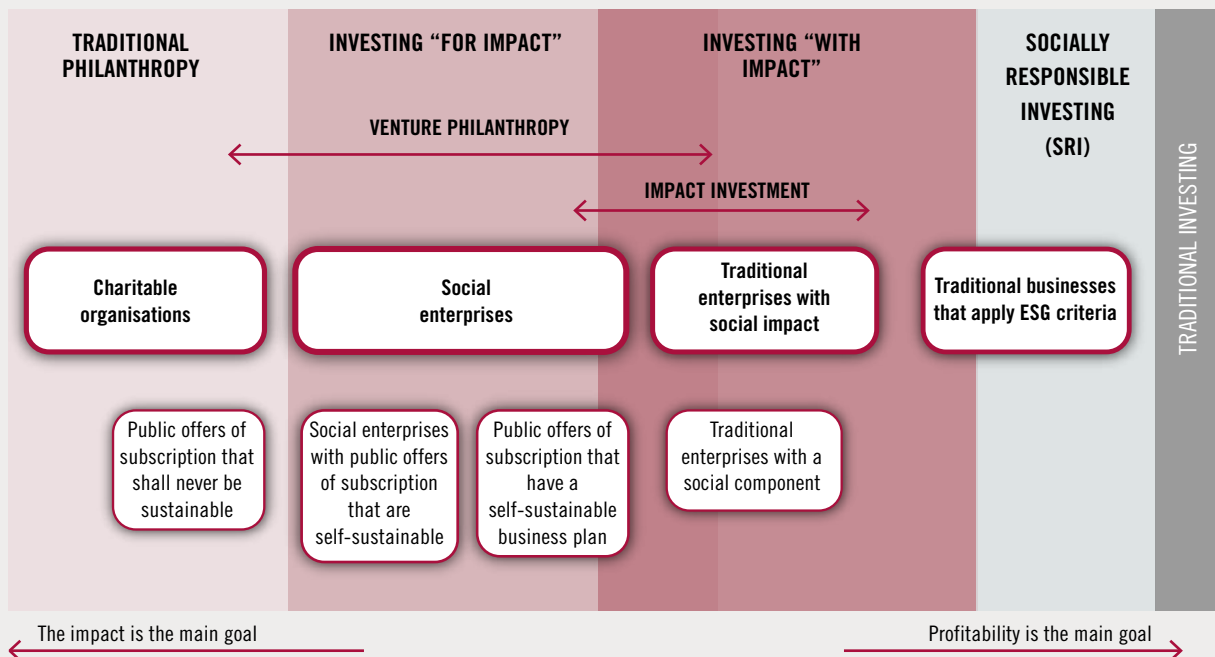 TRADITIONAL
PHILANTHROPY
INVESTING “FOR IMPACT”
INVESTING “WITH
IMPACT”
SOCIALLY
RESPONSIBLE
INVESTING
(SRI)
TRADITIONAL INVESTING
VENTURE PHILANTHROPY
IMPACT INVESTMENT
Charitable
organisations
Social
enterprises
Traditional
enterprises with
social impact
Traditional businesses
that apply ESG criteria
Public offers of
subscription that
shall never be
sustainable
Social enterprises
with public offers
of subscription
that are
self-sustainable
Public offers of
subscription that
have a
self-sustainable
business plan
Traditional
enterprises with a
social component
The impact is the main goal
Profitability is the main goal